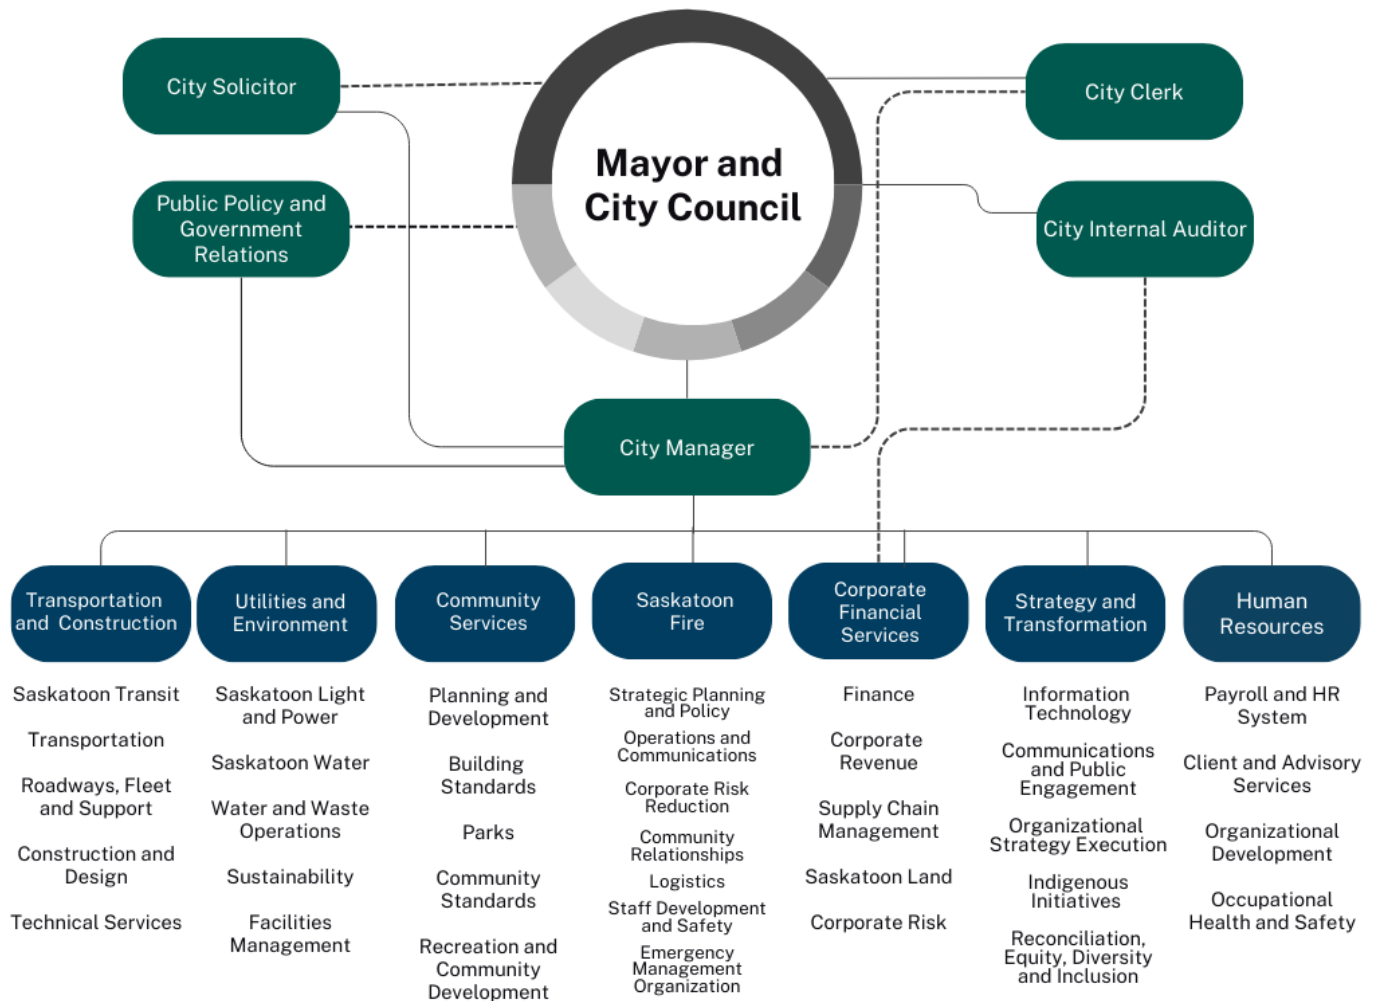 City Solicitor
City Clerk
Mayor and
City Council
Public Policy and
Government
Relations
City Internal Auditor
City Manager
Transportation
and Construction
Utilities and
Environment
Community
Services
Saskatoon
Fire
Corporate
Financial
Services
Strategy and
Transformation
Human
Resources
Saskatoon Transit
Transportation
Roadways, Fleet
and Support
Construction and
Design
Technical Services
Saskatoon Light
and Power
Saskatoon Water
Water and Waste
Operations
Sustainability
Facilities
Management
Planning and
Development
Building
Standards
Parks
Community
Standards
Recreation and
Community
Development
Strategic Planning
and Policy
Operations and
Communications
Corporate Risk
Reduction
Community
Relationships
Logistics
Staff Development
and Safety
Emergency
Management
Organization
Finance
Corporate
Revenue
Supply Chain
Management
Saskatoon Land
Corporate Risk
Information
Technology
Communications
and Public
Engagement
Organizational
Strategy Execution
Indigenous
Initiatives
Reconciliation,
Equity, Diversity
and Inclusion
Payroll and HR
System
Client and Advisory
Services
Organizational
Development
Occupational
Health and Safety